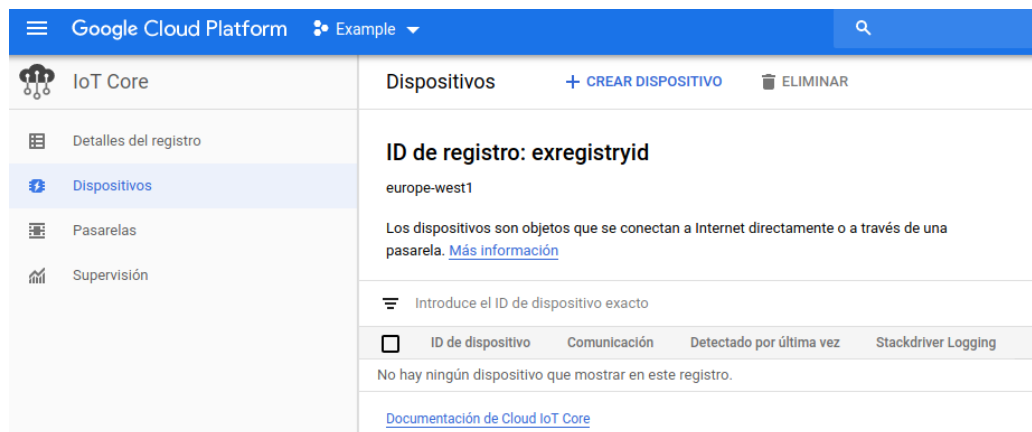 Google Cloud Platform Example
IoT Core
Dispositivos CREAR DISPOSITIVO ELIMINAR
Detalles del registro
Dispositivos
Pasarelas
Supervisión
ID de registro: exregistryid
europe-west1
Los dispositivos son objetos que se conectan a Internet directamente o a través de una
pasarela. Más información
Introduce el ID de dispositivo exacto
ID de dispositivo Comunicación Detectado por última vez Stackdriver Logging
No hay ningún dispositivo que mostrar en este registro.
Documentación de Cloud IoT Core